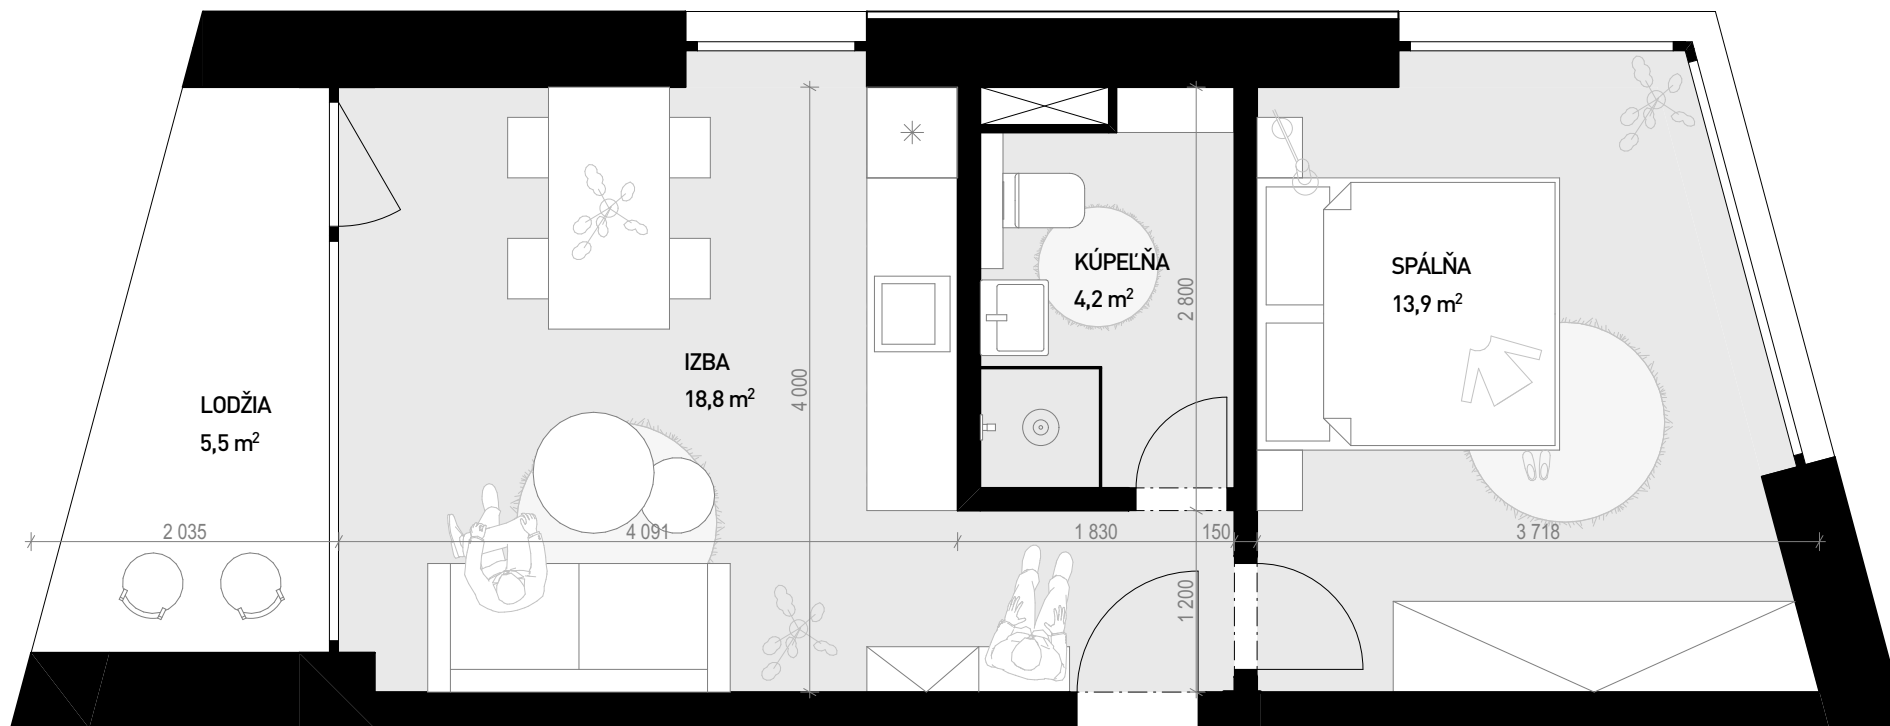 KÚPEĽŇA
4,2 m²
SPÁLŇA
13,9 m²
2 800
IZBA
18,8 m²
4 000
LODŽIA
5,5 m²
2 035
4 091
1 830
150
3 718
1 200